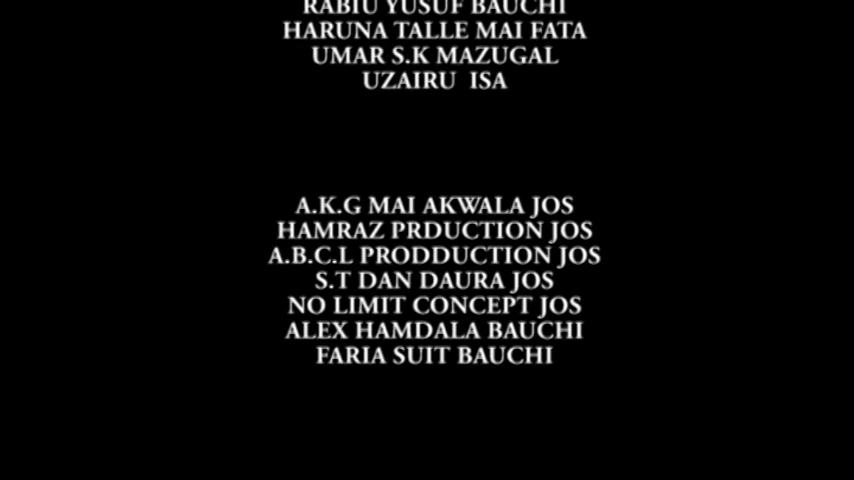 RABIU YUSUF BAUCHI
HARUNA TALLE MAI FATA
UMAR S.K MAZUGAL
UZAIRU ISA
A.K.G MAI AKWALA JOS
HAMRAZ PRDUCTION JOS
A.B.C.L PRODDUCTION JOS
S.T DAN DAURA JOS
NO LIMIT CONCEPT JOS
ALEX HAMDALA BAUCHI
FARIA SUIT BAUCHI